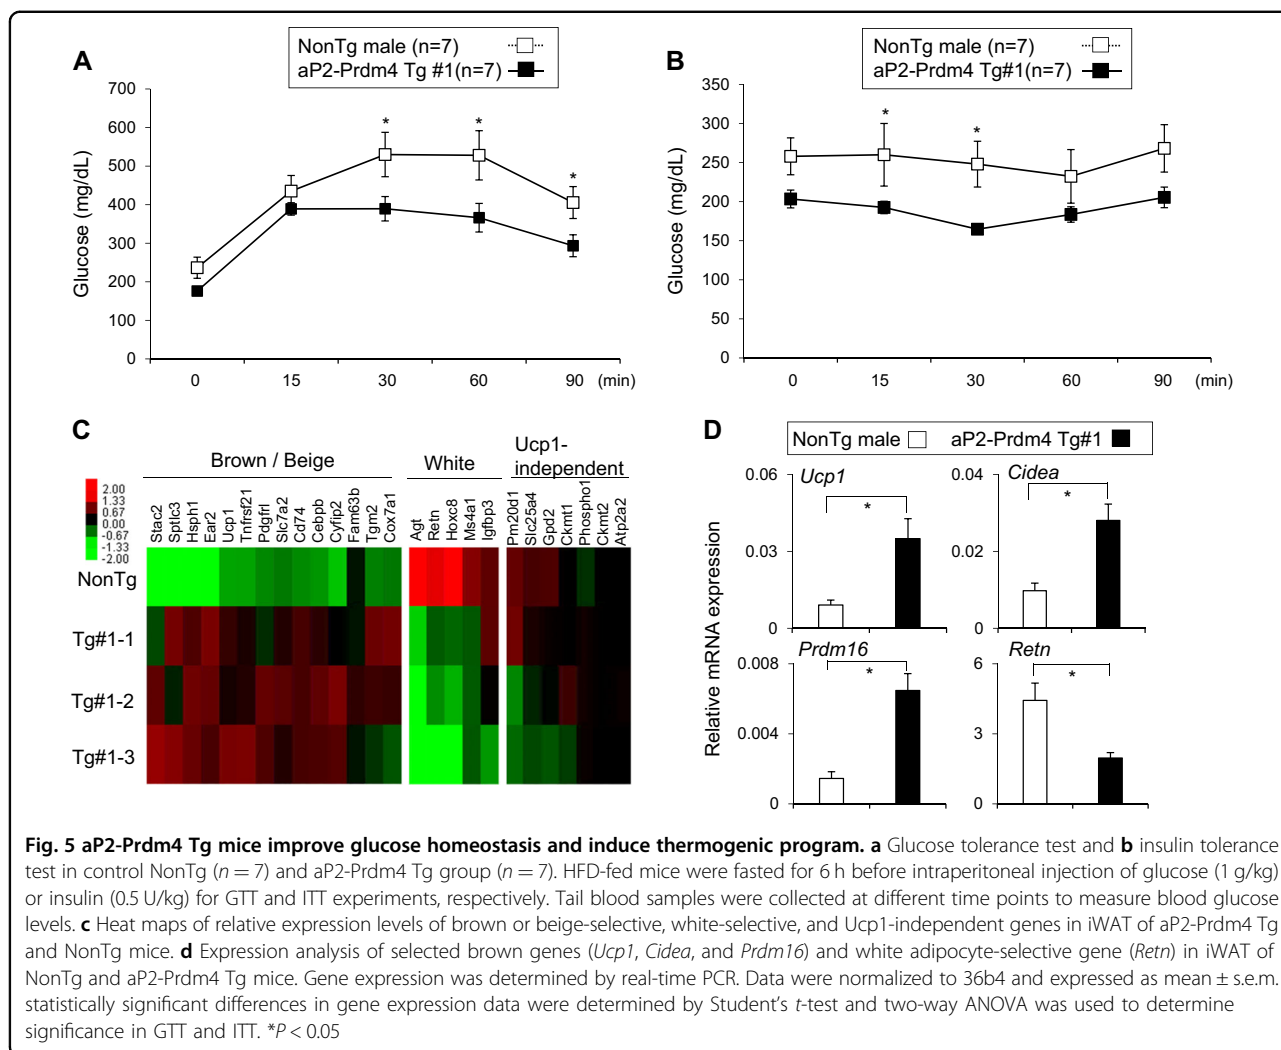 A
NonTg male (n=7)
aP2-Prdm4 Tg #1(n=7)
700
600
500
400
300
200
100
0
Glucose (mg/dL)
*
*
*
0 15 30 60 90 (min)
B
NonTg male (n=7)
aP2-Prdm4 Tg#1(n=7)
350
300
250
200
150
100
50
0
Glucose (mg/dL)
*
*
0 15 30 60 90 (min)
C
Brown / Beige
White
Ucp1-
independent
2.00
1.33
0.67
0.00
-0.67
-1.33
-2.00
Stac2
Sptlc3
Hsph1
Ear2
Ucp1
Tnfrsf21
Pdgfrl
Slc7a2
Cd74
Cebpb
Cyfip2
Fam63b
Tgm2
Cox7a1
Agt
Retn
Hoxc8
Ms4a1
Igfbp3
Pm20d1
Slc25a4
Gpd2
Ckmt1
Phospho1
Ckmt2
Atp2a2
NonTg
Tg#1-1
Tg#1-2
Tg#1-3
D
NonTg male aP2-Prdm4 Tg#1
Relative mRNA expression
Ucp1
0.06
0.03
0
*
Cidea
0.04
0.02
0
*
Prdm16
0.008
0.004
0
*
Retn
6
3
0
*
Fig. 5 aP2-Prdm4 Tg mice improve glucose homeostasis and induce thermogenic program. a Glucose tolerance test and b insulin tolerance
test in control NonTg (n = 7) and aP2-Prdm4 Tg group (n = 7). HFD-fed mice were fasted for 6 h before intraperitoneal injection of glucose (1 g/kg)
or insulin (0.5 U/kg) for GTT and ITT experiments, respectively. Tail blood samples were collected at different time points to measure blood glucose
levels. c Heat maps of relative expression levels of brown or beige-selective, white-selective, and Ucp1-independent genes in iWAT of aP2-Prdm4 Tg
and NonTg mice. d Expression analysis of selected brown genes (Ucp1, Cidea, and Prdm16) and white adipocyte-selective gene (Retn) in iWAT of
NonTg and aP2-Prdm4 Tg mice. Gene expression was determined by real-time PCR. Data were normalized to 36b4 and expressed as mean ± s.e.m.
statistically significant differences in gene expression data were determined by Student's t-test and two-way ANOVA was used to determine
significance in GTT and ITT. *P < 0.05